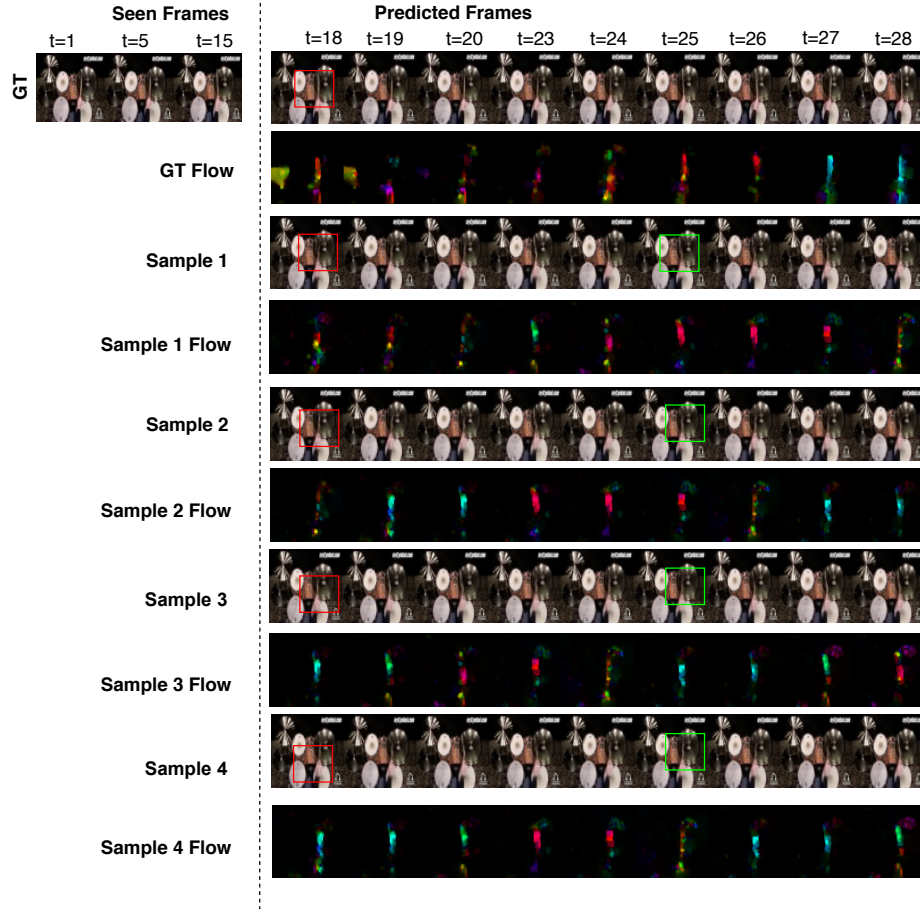 Seen Frames
Predicted Frames
t=1 t=5 t=15
t=18 t=19 t=20 t=23 t=24 t=25 t=26 t=27 t=28
GT
GT Flow
Sample 1
Sample 1 Flow
Sample 2
Sample 2 Flow
Sample 3
Sample 3 Flow
Sample 4
Sample 4 Flow